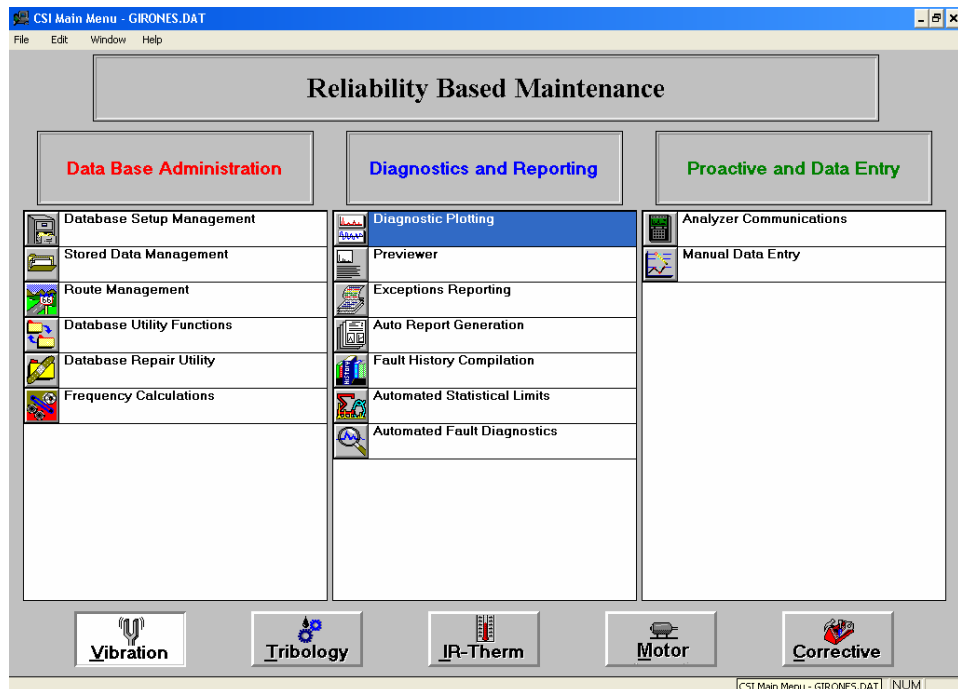 CSI Main Menu - GIRONES.DAT
File Edit Window Help
Reliability Based Maintenance
Data Base Administration
Diagnostics and Reporting
Proactive and Data Entry
Database Setup Management
Stored Data Management
Route Management
66
Database Utility Functions
Database Repair Utility
Frequency Calculations
Diagnostic Plotting
Previewer
Exceptions Reporting
Auto Report Generation
Fault History Compilation
HISTORY
Automated Statistical Limits
Automated Fault Diagnostics
Analyzer Communications
Manual Data Entry
Vibration
Tribology
IR-Therm
Motor
Corrective
CSI Main Menu - GIRONES.DAT NUM